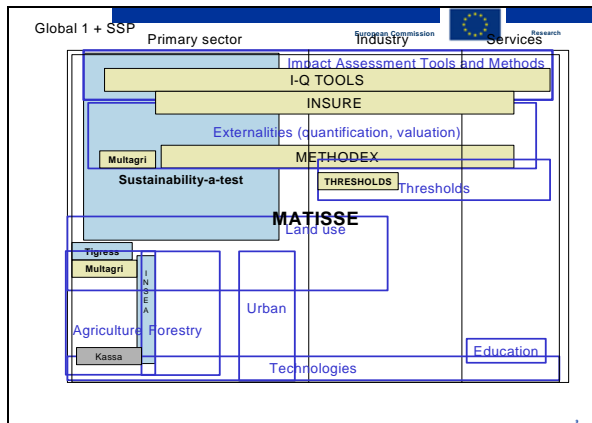 Global 1 + SSP
European Commission
Research
Primary sector
Industry
Services
Impact Assessment Tools and Methods
I-Q TOOLS
INSURE
Externalities (quantification, valuation)
Multagri
METHODEX
Sustainability-a-test
THRESHOLDS
Thresholds
MATISSE
Land use
Tigress
Multagri
INSEA
Urban
Agriculture
Forestry
Kassa
Education
Technologies